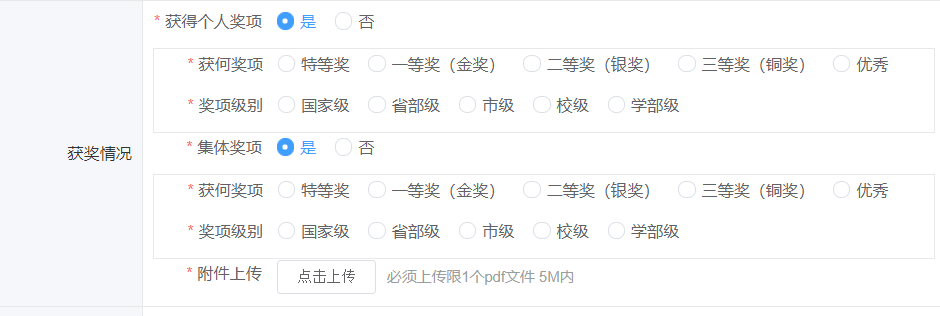 * 获得个人奖项 是 否
* 获何奖项 特等奖 一等奖（金奖） 二等奖（银奖） 三等奖（铜奖） 优秀
* 奖项级别 国家级 省部级 市级 校级 学部级
获奖情况
* 集体奖项 是 否
* 获何奖项 特等奖 一等奖（金奖） 二等奖（银奖） 三等奖（铜奖） 优秀
* 奖项级别 国家级 省部级 市级 校级 学部级
* 附件上传 点击上传 必须上传限1个pdf文件 5M内